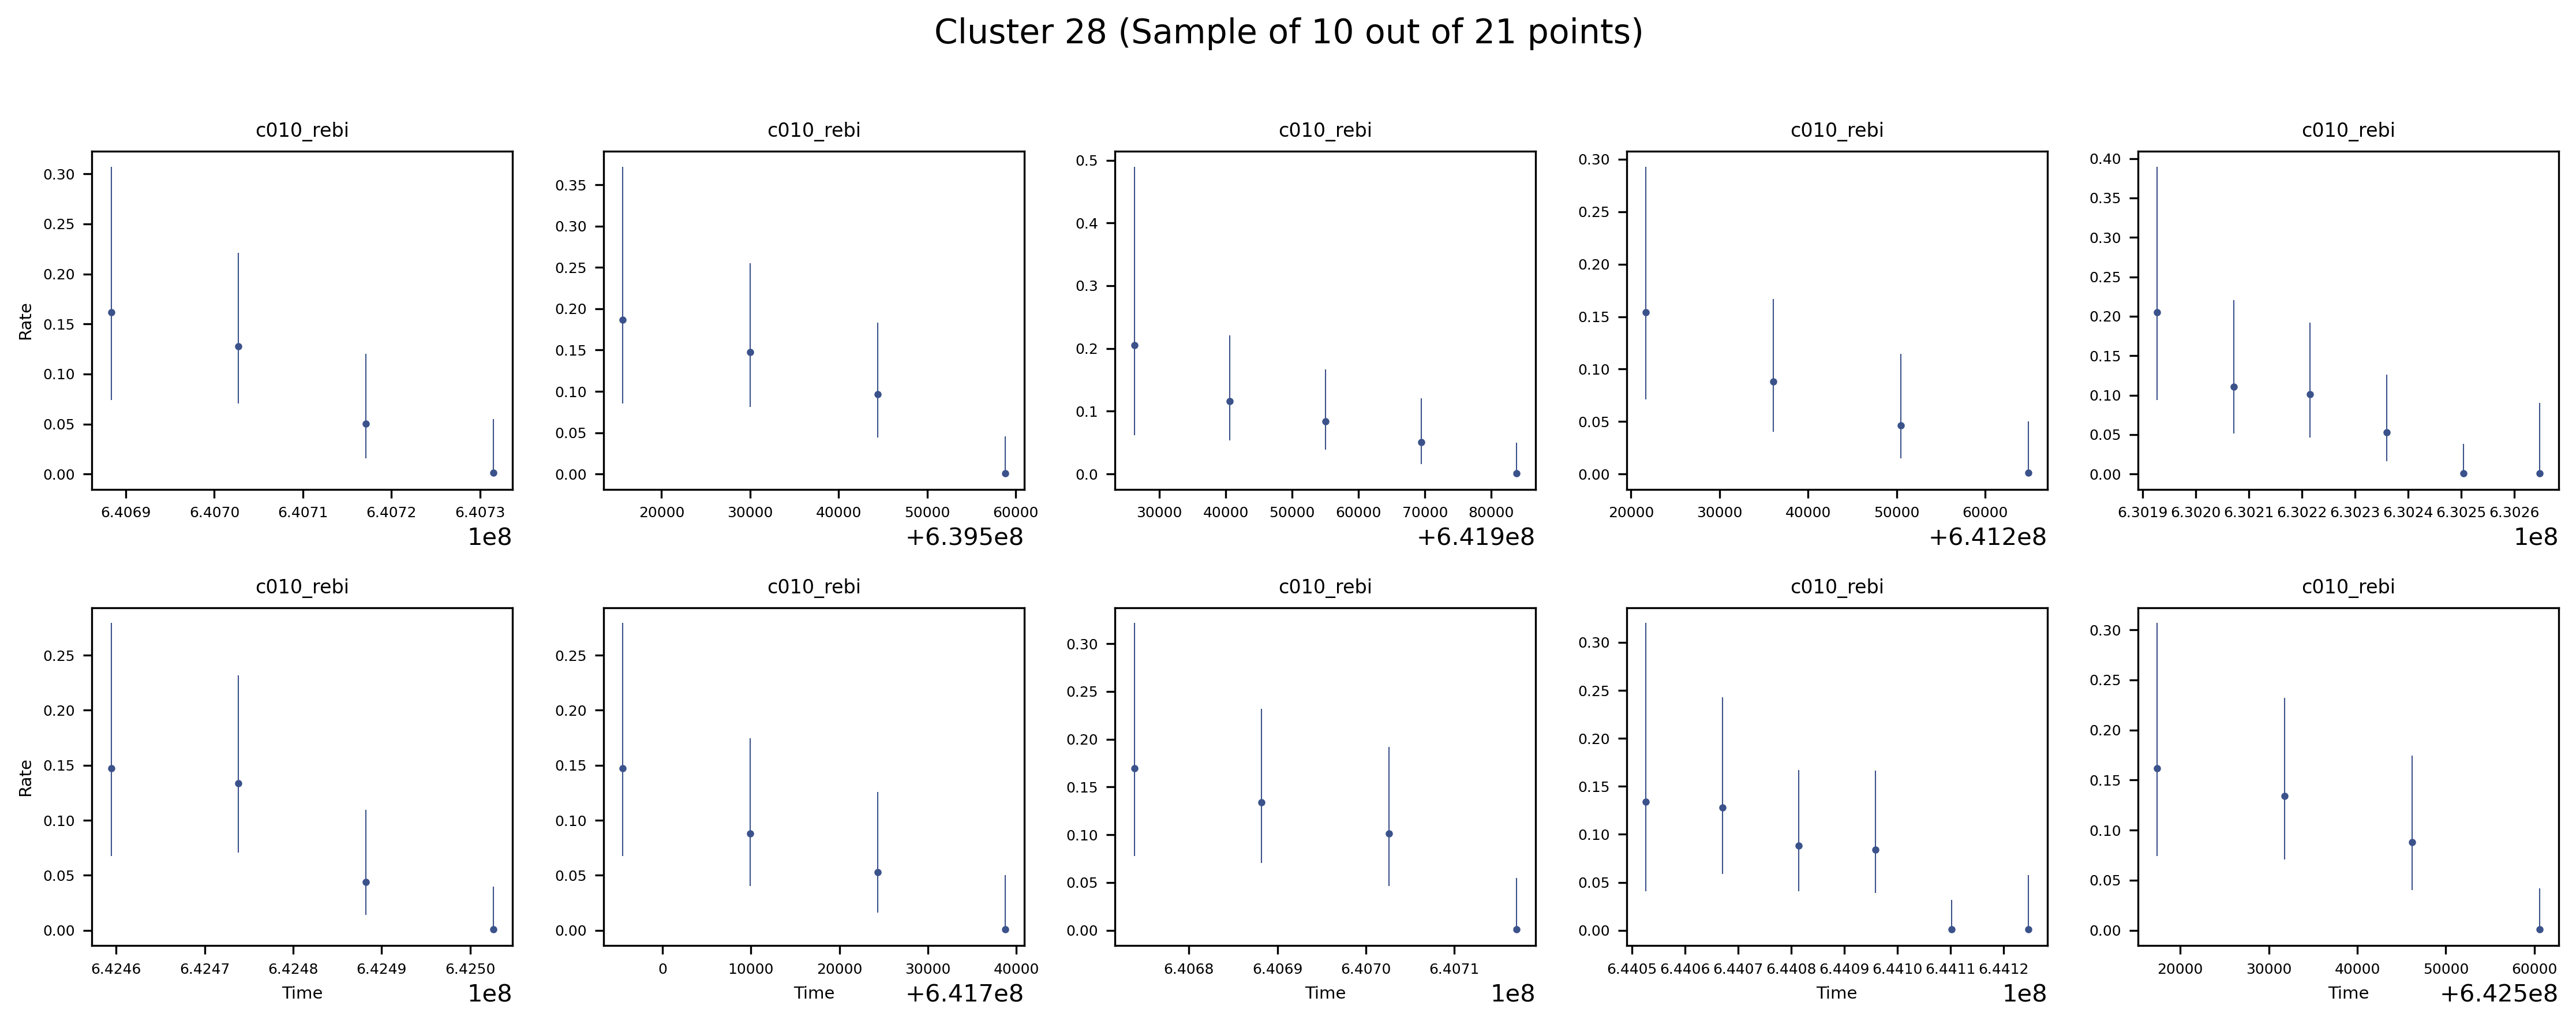 Cluster 28 (Sample of 10 out of 21 points)
c010_rebi c010_rebi c010_rebi c010_rebi c010_rebi
Rate
0.30 0.25 0.20 0.15 0.10 0.05 0.00
6.4069 6.4070 6.4071 6.4072 6.4073
1e8
0.35 0.30 0.25 0.20 0.15 0.10 0.05 0.00
20000 30000 40000 50000 60000
+6.395e8
0.5 0.4 0.3 0.2 0.1 0.0
30000 40000 50000 60000 70000 80000
+6.419e8
0.30 0.25 0.20 0.15 0.10 0.05 0.00
20000 30000 40000 50000 60000
+6.412e8
0.40 0.35 0.30 0.25 0.20 0.15 0.10 0.05 0.00
6.3019 6.3020 6.3021 6.3022 6.3023 6.3024 6.3025 6.3026
1e8
c010_rebi c010_rebi c010_rebi c010_rebi c010_rebi
Rate
0.25 0.20 0.15 0.10 0.05 0.00
6.4246 6.4247 6.4248 6.4249 6.4250
Time 1e8
0.25 0.20 0.15 0.10 0.05 0.00
0 10000 20000 30000 40000
Time +6.417e8
0.30 0.25 0.20 0.15 0.10 0.05 0.00
6.4068 6.4069 6.4070 6.4071
Time 1e8
0.30 0.25 0.20 0.15 0.10 0.05 0.00
6.4405 6.4406 6.4407 6.4408 6.4409 6.4410 6.4411 6.4412
Time 1e8
0.30 0.25 0.20 0.15 0.10 0.05 0.00
20000 30000 40000 50000 60000
Time +6.425e8